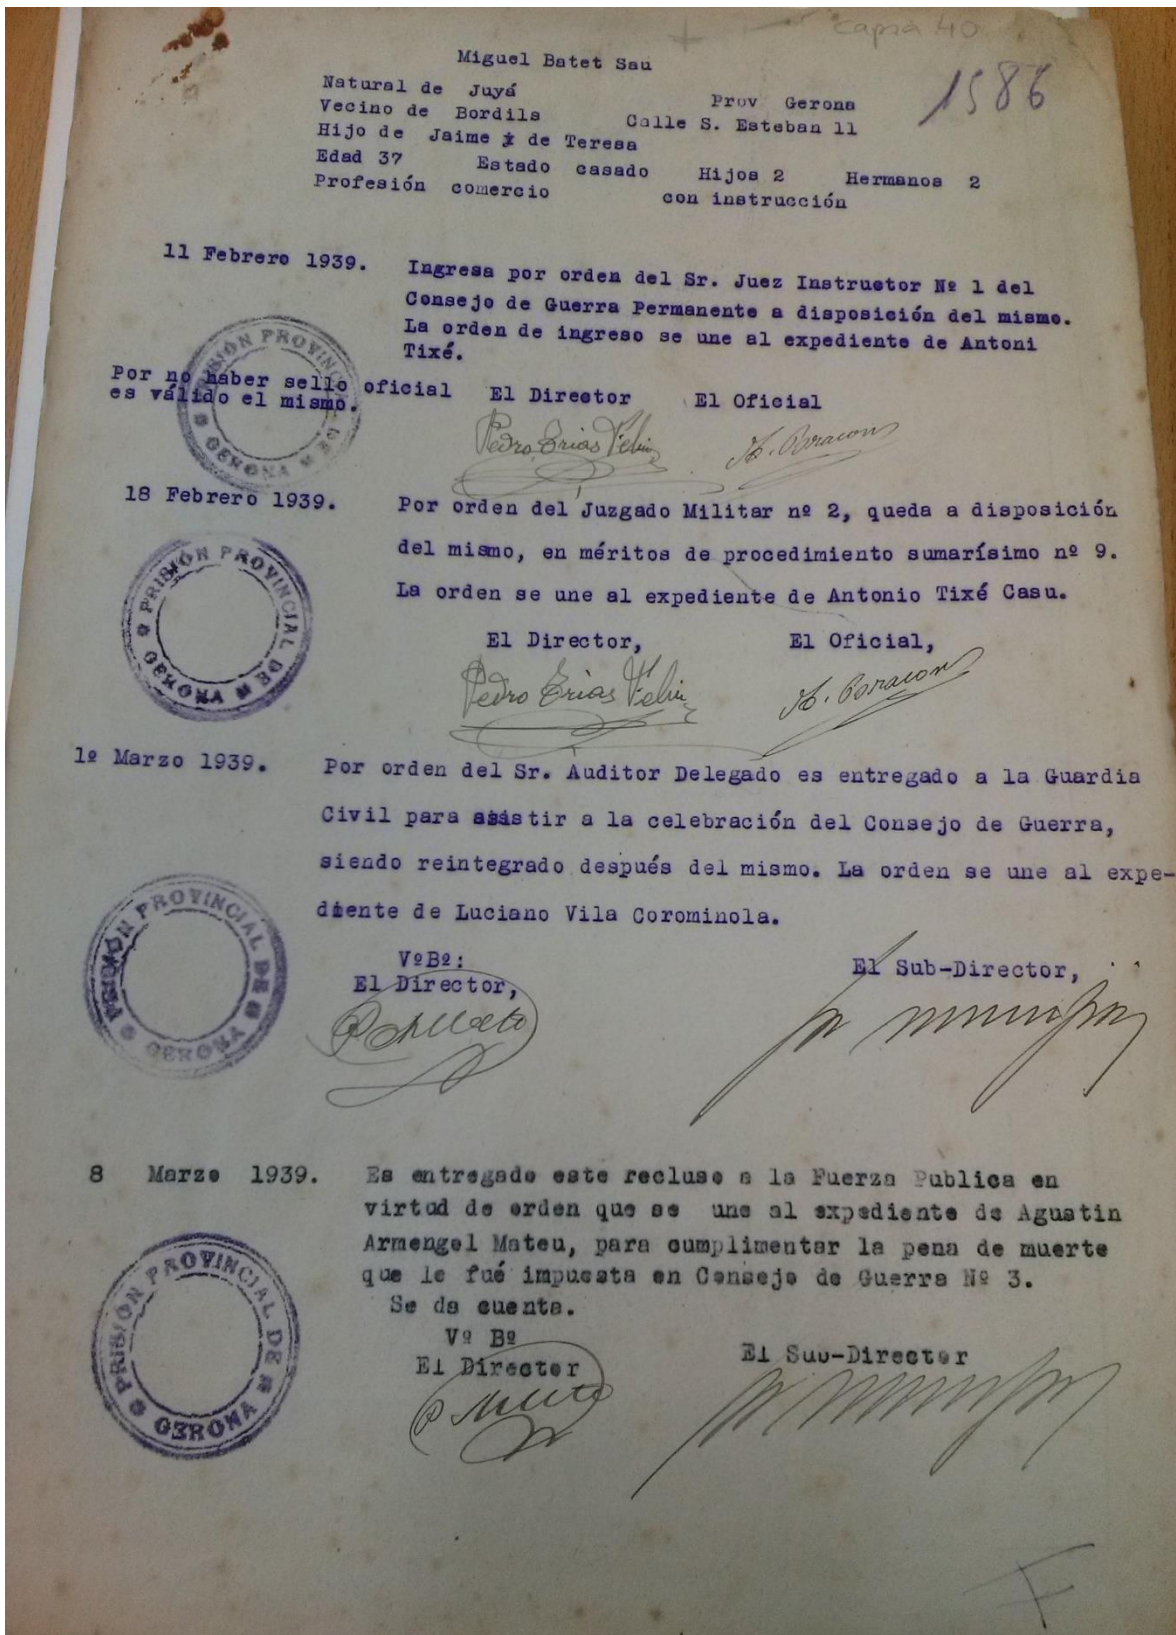 capsa 40
1586
Miguel Batet Sau
Natural de Juyá Prov Gerona
Vecino de Bordils Calle S. Esteban 11
Hijo de Jaime y de Teresa
Edad 37 Estado casado Hijos 2 Hermanos 2
Profesión comercio con instrucción
11 Febrero 1939. Ingresa por orden del Sr. Juez Instructor Nº 1 del
Consejo de Guerra Permanente a disposición del mismo.
La orden de ingreso se une al expediente de Antoni
Tixé.
Por no haber sello oficial
es válido el mismo.
El Director El Oficial
PRISIÓN PROVINCIAL DE GERONA
Pedro
18 Febrero 1939. Por orden del Juzgado Militar nº 2, queda a disposición
del mismo, en méritos de procedimiento sumarísimo nº 9.
La orden se une al expediente de Antonio Tixé Casu.
El Director, El Oficial,
PRISIÓN PROVINCIAL DE GERONA
Pedro
1º Marzo 1939. Por orden del Sr. Auditor Delegado es entregado a la Guardia
Civil para asistir a la celebración del Consejo de Guerra,
siendo reintegrado después del mismo. La orden se une al expe-
diente de Luciano Vila Corominola.
VºBº:
El Director, El Sub-Director,
PRISIÓN PROVINCIAL DE GERONA
8 Marzo 1939. Es entregado este recluso a la Fuerza Publica en
virtud de orden que se une al expediente de Agustin
Armengol Mateu, para cumplimentar la pena de muerte
que le fué impuesta en Consejo de Guerra Nº 3.
Se da cuenta.
Vº Bº
El Director El Sub-Director
PRISIÓN PROVINCIAL DE GERONA
F